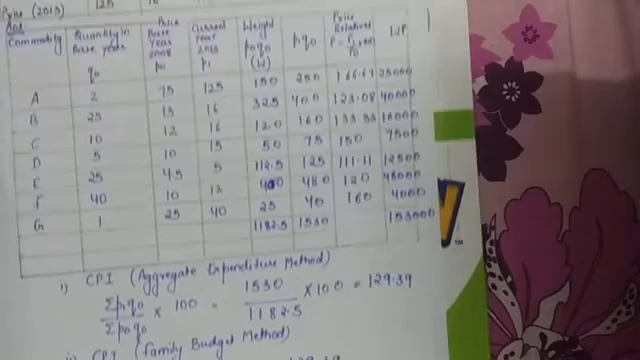 Price (2013) 125 16
Ans
Commodity Quantity in Base year q₀ Price Base Year 2008 p₀ Current Year 2013 p₁ Weight p₀q₀ (W) p₁q₀ Price Relatives P = p₁/p₀ × 100 WP
A 2 75 125 150 250 166.67 25000
B 25 13 16 325 400 123.08 40000
C 10 12 16 120 160 133.33 16000
D 5 10 15 50 75 150 7500
E 25 4.5 5 112.5 125 111.11 12500
F 40 10 12 400 480 120 48000
G 1 25 40 25 40 160 4000
1182.5 1530 153000
i) CPI (Aggregate Expenditure Method)
Σp₁q₀ / Σp₀q₀ × 100 = 1530 / 1182.5 × 100 = 129.39
CPI (Family Budget Method)